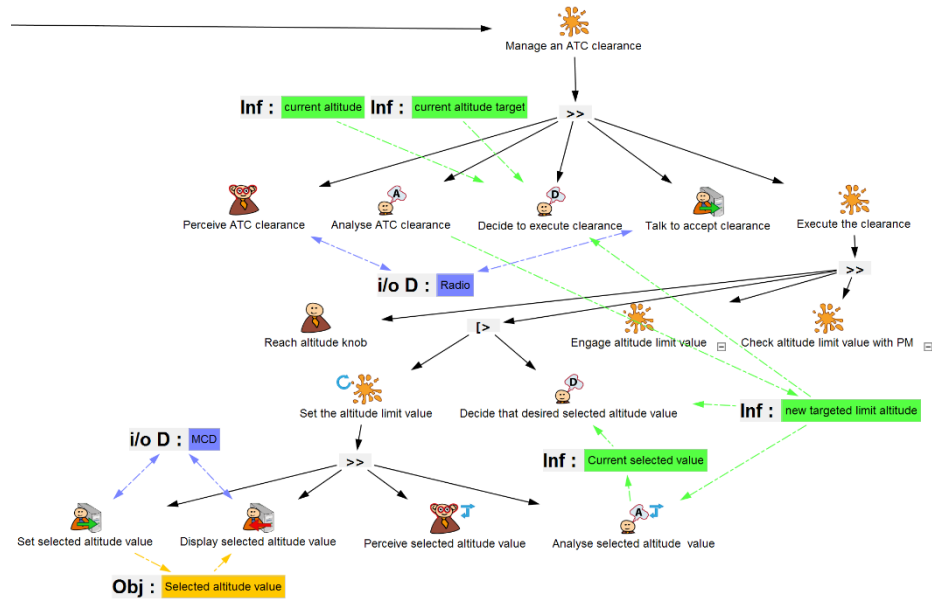 Manage an ATC clearance
Inf : current altitude
Inf : current altitude target
>>
Perceive ATC clearance
Analyse ATC clearance
Decide to execute clearance
Talk to accept clearance
Execute the clearance
A
D
i/o D : Radio
>>
Reach altitude knob
[>
Engage altitude limit value
Check altitude limit value with PM
Set the altitude limit value
D
Decide that desired selected altitude value
Inf : new targeted limit altitude
i/o D : MCD
>>
Inf : Current selected value
Set selected altitude value
Display selected altitude value
Perceive selected altitude value
A
Analyse selected altitude value
Obj : Selected altitude value